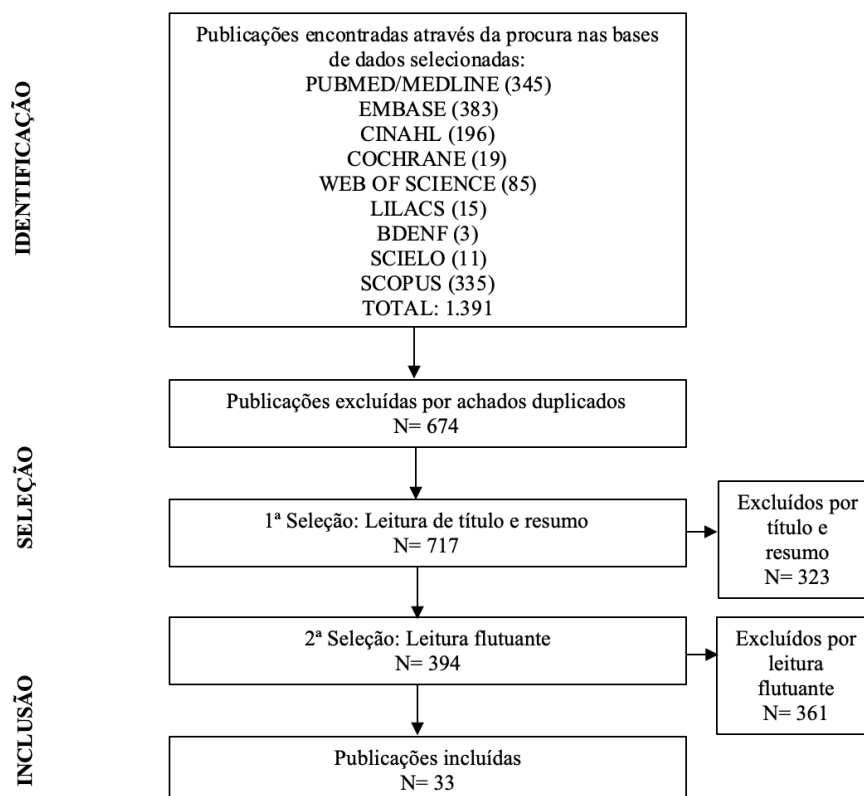 IDENTIFICAÇÃO
Publicações encontradas através da procura nas bases
de dados selecionadas:
PUBMED/MEDLINE (345)
EMBASE (383)
CINAHL (196)
COCHRANE (19)
WEB OF SCIENCE (85)
LILACS (15)
BDENF (3)
SCIELO (11)
SCOPUS (335)
TOTAL: 1.391
SELEÇÃO
Publicações excluídas por achados duplicados
N= 674
1ª Seleção: Leitura de título e resumo
N= 717
Excluídos por
título e
resumo
N= 323
INCLUSÃO
2ª Seleção: Leitura flutuante
N= 394
Excluídos por
leitura
flutuante
N= 361
Publicações incluídas
N= 33